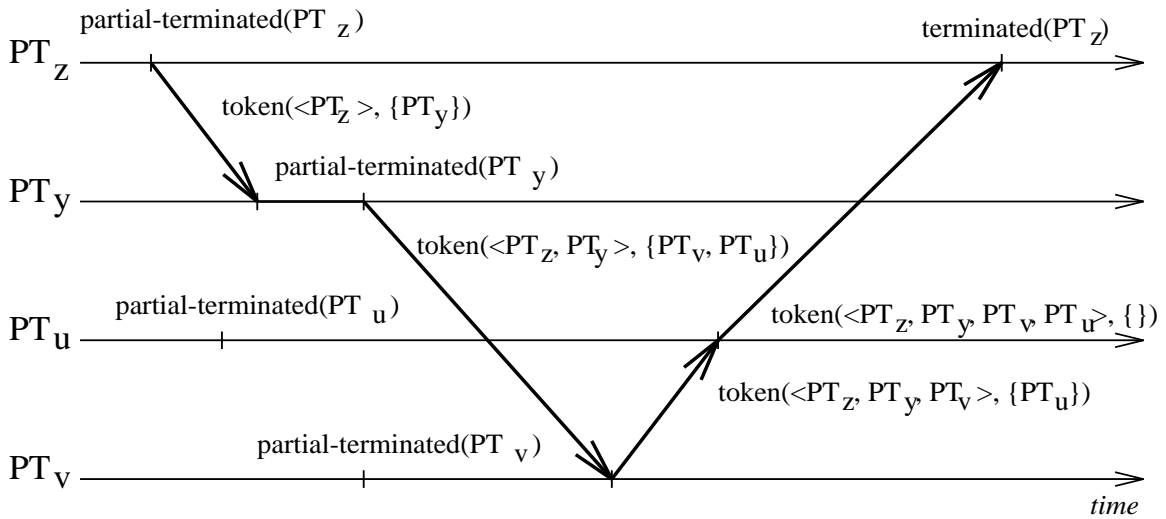 partial-terminated(PT z)
terminated(PT z)
PT z
token(<PT z >, {PT y})
partial-terminated(PT y)
PT y
token(<PT z, PT y >, {PT v, PT u})
partial-terminated(PT u)
token(<PT z, PT y, PT v, PT u>, {})
PT u
token(<PT z, PT y, PT v >, {PT u})
partial-terminated(PT v)
PT v
time